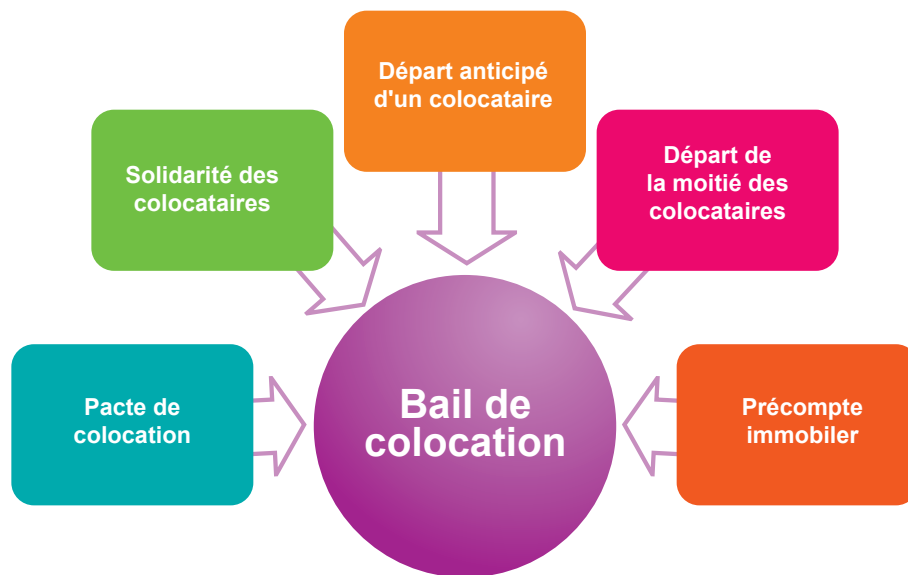 Départ anticipé
d'un colocataire
Solidarité des
colocataires
Départ de
la moitié des
colocataires
Pacte de
colocation
Bail de
colocation
Précompte
immobiler